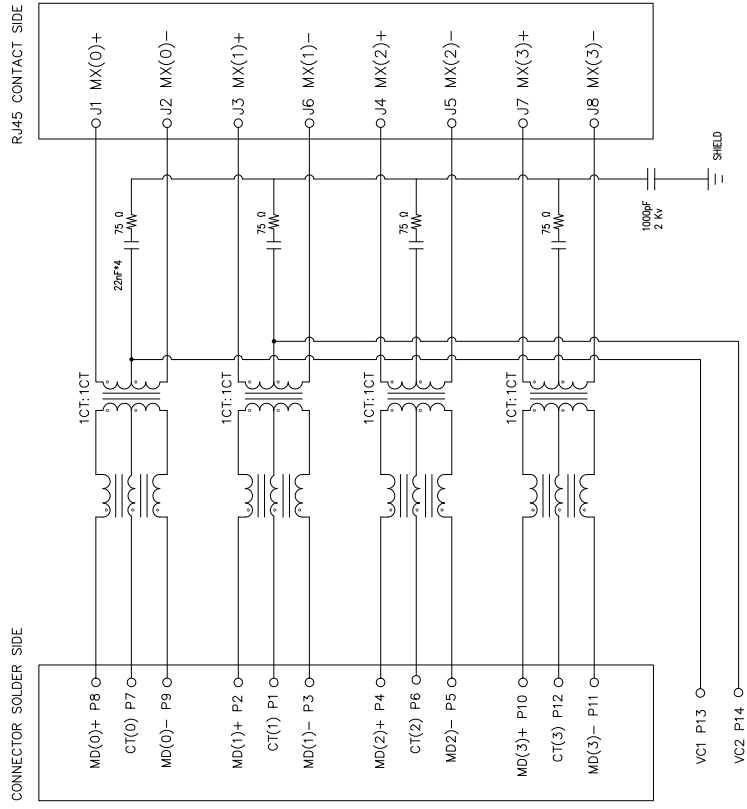 RJ45 CONTACT SIDE
J1 MX(0)+
J2 MX(0)-
J3 MX(1)+
J6 MX(1)-
J4 MX(2)+
J5 MX(2)-
J7 MX(3)+
J8 MX(3)-
75 Ω
75 Ω
75 Ω
75 Ω
22nF*4
1000pF
2 Kv
SHIELD
1CT:1CT
1CT:1CT
1CT:1CT
1CT:1CT
CONNECTOR SOLDER SIDE
MD(0)+ P8
CT(0) P7
MD(0)- P9
MD(1)+ P2
CT(1) P1
MD(1)- P3
MD(2)+ P4
CT(2) P6
MD2)- P5
MD(3)+ P10
CT(3) P12
MD(3)- P11
VC1 P13
VC2 P14